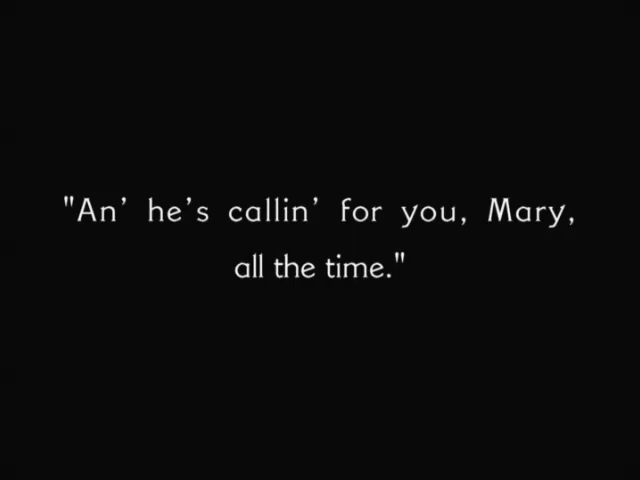 "An’ he’s callin’ for you, Mary,
all the time."